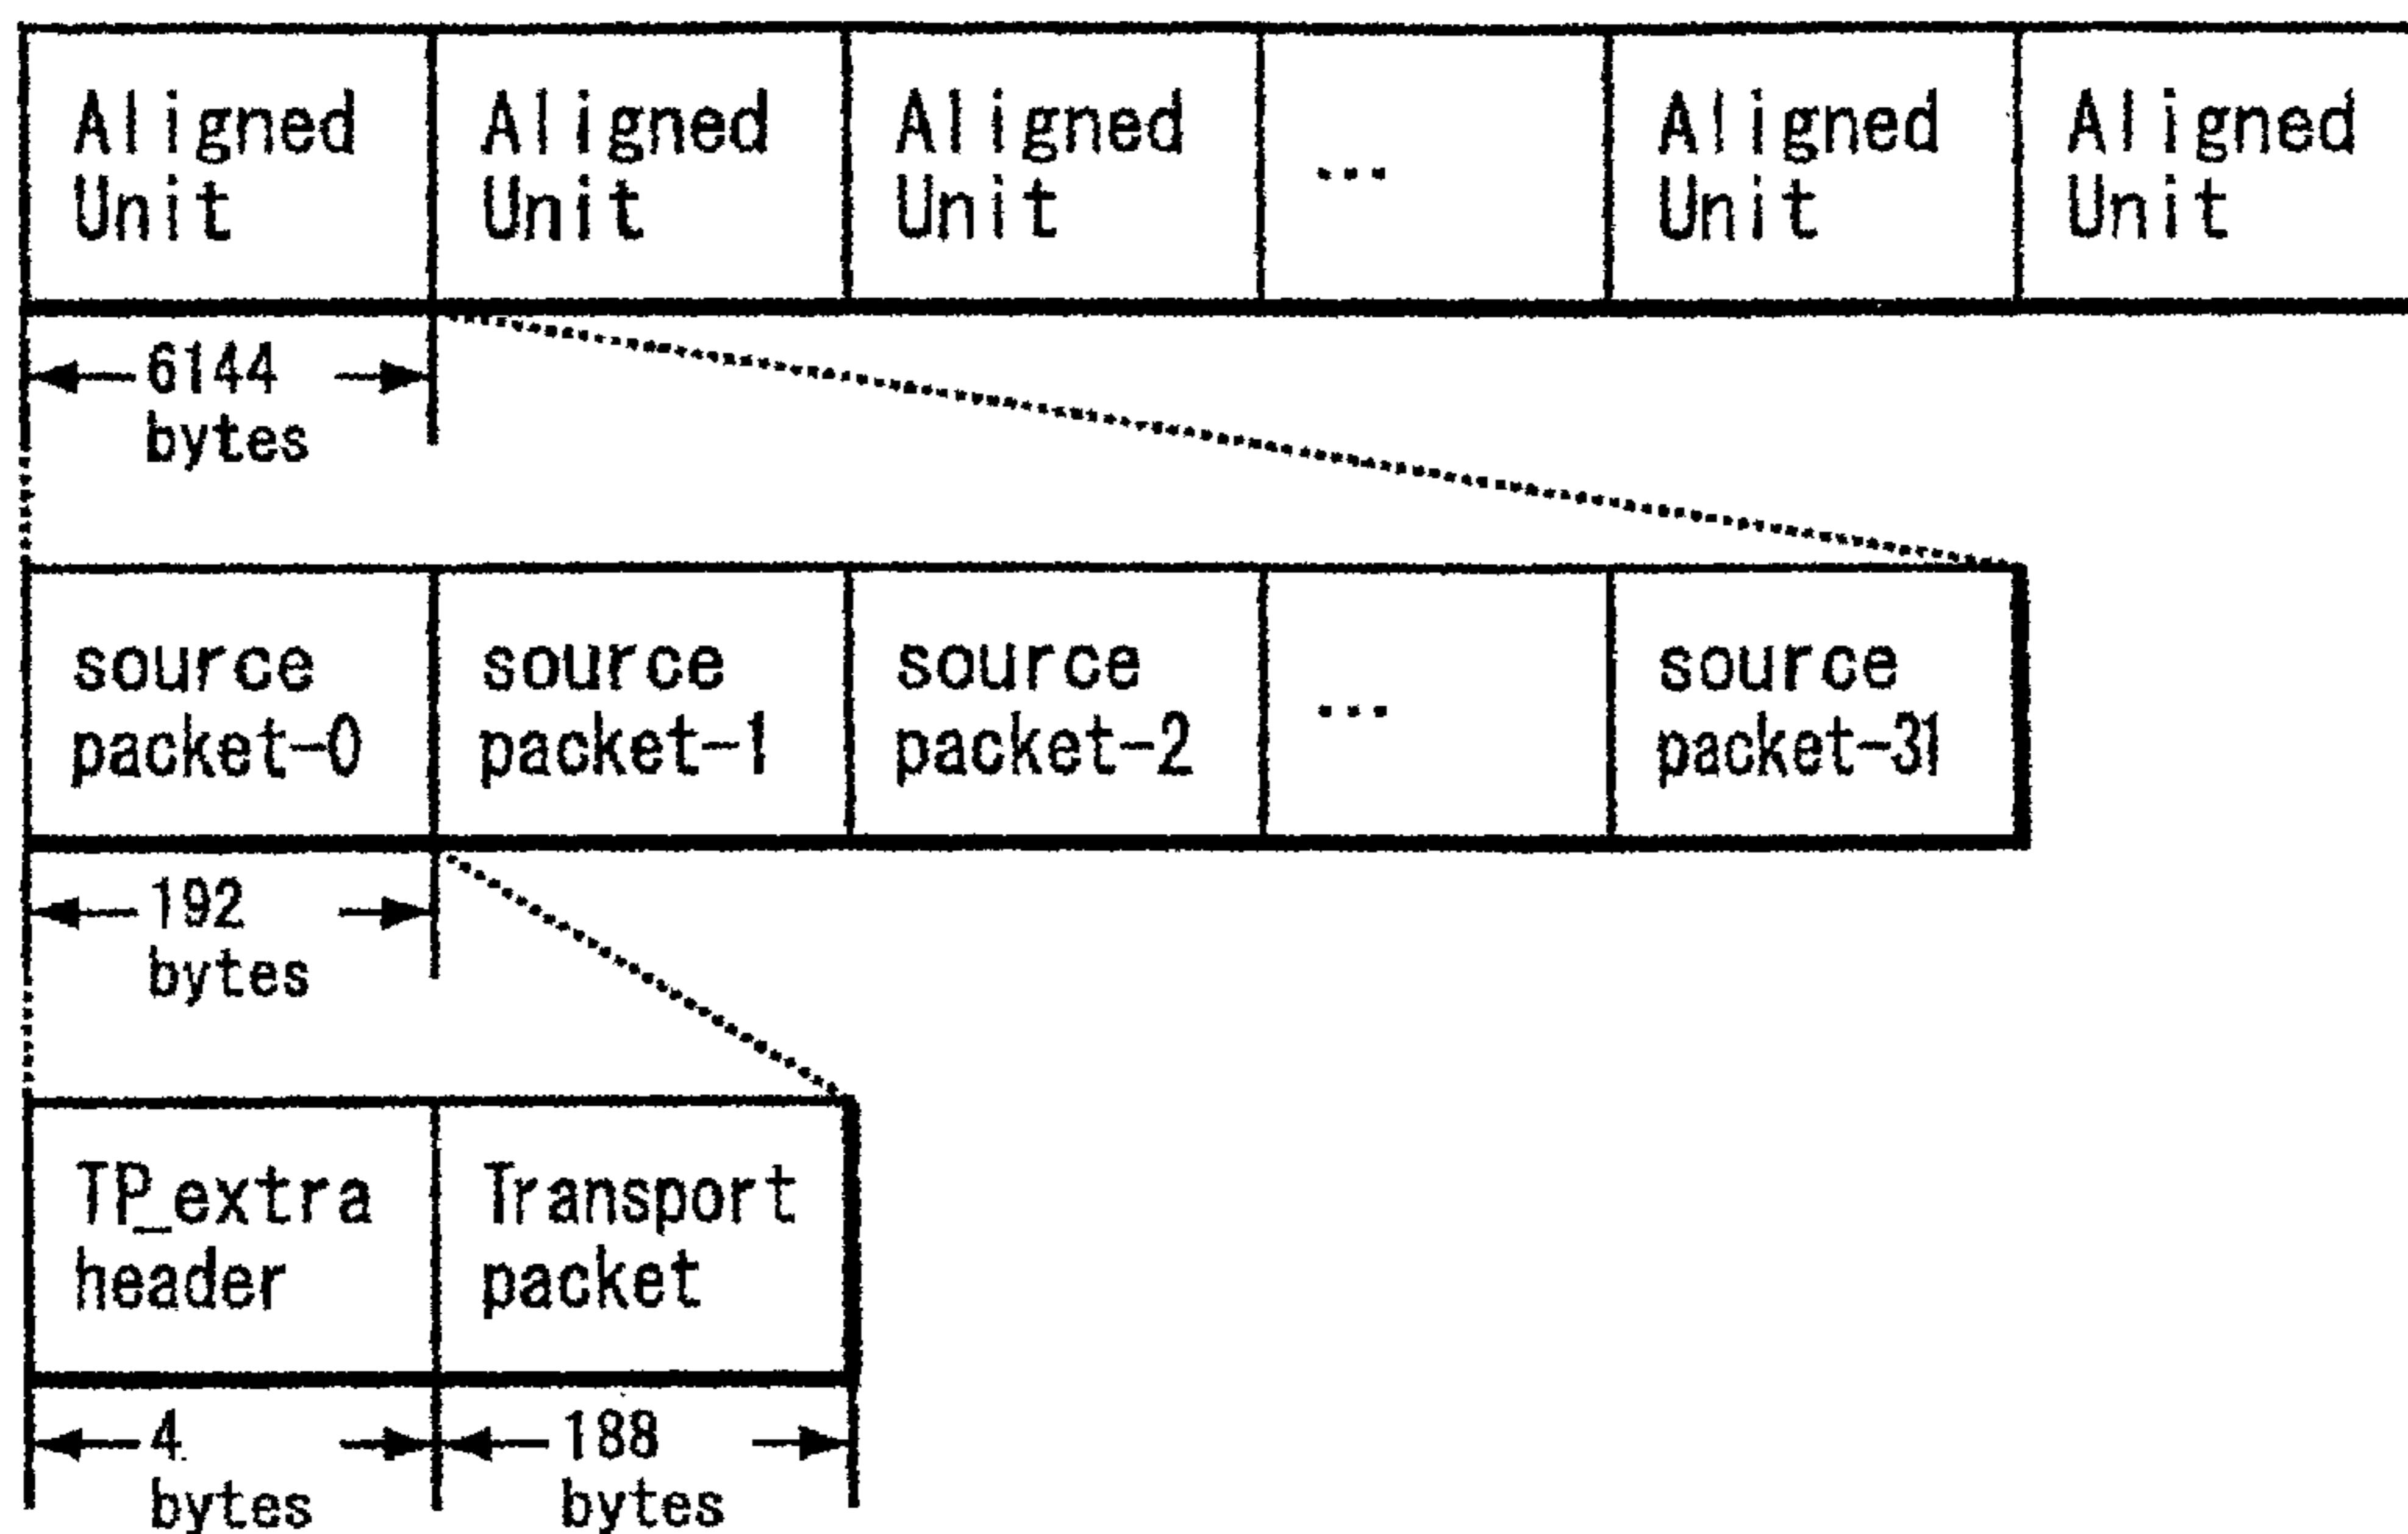 Aligned
Unit
Aligned
Unit
Aligned
Unit
...
Aligned
Unit
Aligned
Unit
6144
bytes
source
packet-0
source
packet-1
source
packet-2
...
source
packet-31
192
bytes
TP_extra
header
Transport
packet
4
bytes
188
bytes